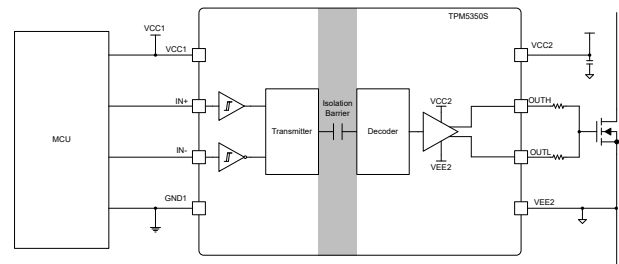 TPM5350S
VCC1
VCC1
VCC2
IN+
Isolation
Barrier
VCC2
OUTH
MCU
Transmitter
Decoder
IN-
VEE2
OUTL
GND1
VEE2